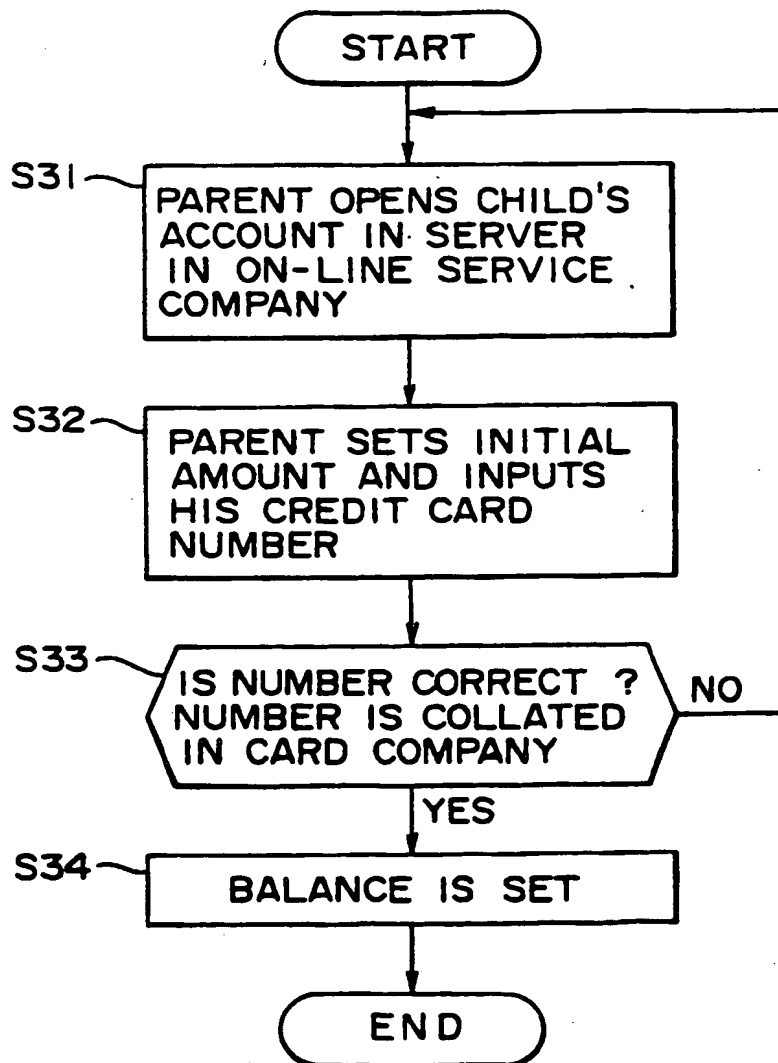 START
S31
PARENT OPENS CHILD'S
ACCOUNT IN SERVER
IN ON-LINE SERVICE
COMPANY
S32
PARENT SETS INITIAL
AMOUNT AND INPUTS
HIS CREDIT CARD
NUMBER
S33
IS NUMBER CORRECT ?
NUMBER IS COLLATED
IN CARD COMPANY
NO
YES
S34
BALANCE IS SET
END